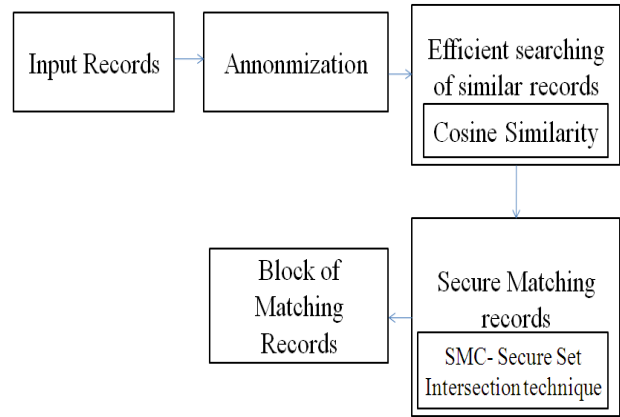 Input Records
Annonmization
Efficient searching
of similar records
Cosine Similarity
Secure Matching
records
SMC- Secure Set
Intersection technique
Block of
Matching
Records